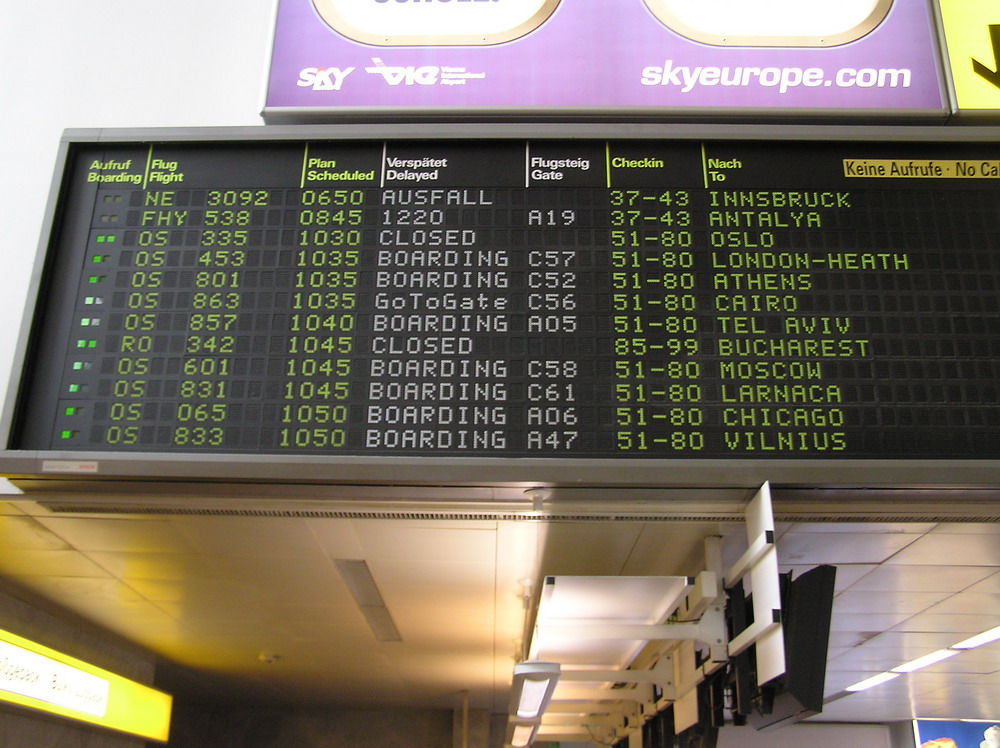 SKY
VIE Vienna International Airport
skyeurope.com
Aufruf Flug Plan Verspätet Flugsteig Checkin Nach Keine Aufrufe · No Ca
Boarding Flight Scheduled Delayed Gate To
NE 3092 0650 AUSFALL 37-43 INNSBRUCK
FHY 538 0845 1220 A19 37-43 ANTALYA
OS 335 1030 CLOSED 51-80 OSLO
OS 453 1035 BOARDING C57 51-80 LONDON-HEATH
OS 801 1035 BOARDING C52 51-80 ATHENS
OS 863 1035 GoToGate C56 51-80 CAIRO
OS 857 1040 BOARDING A05 51-80 TEL AVIV
RO 342 1045 CLOSED 85-99 BUCHAREST
OS 601 1045 BOARDING C58 51-80 MOSCOW
OS 831 1045 BOARDING C61 51-80 LARNACA
OS 065 1050 BOARDING A06 51-80 CHICAGO
OS 833 1050 BOARDING A47 51-80 VILNIUS